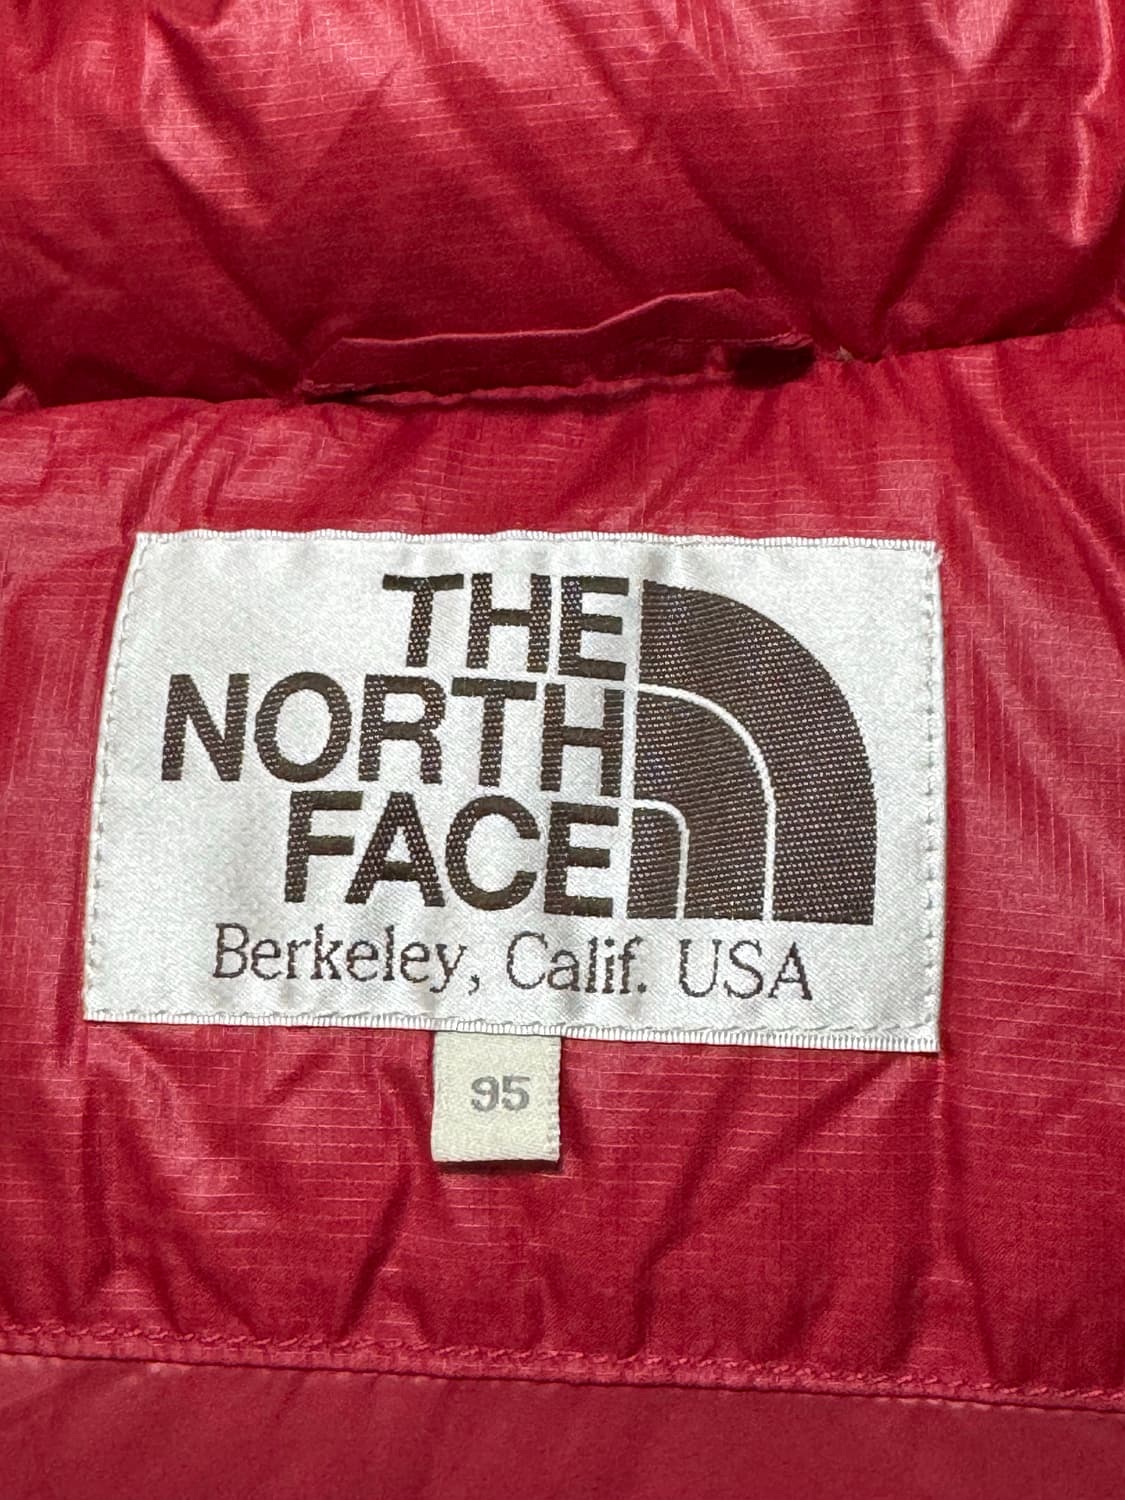 THE
NORTH
FACE
Berkeley, Calif. USA
95